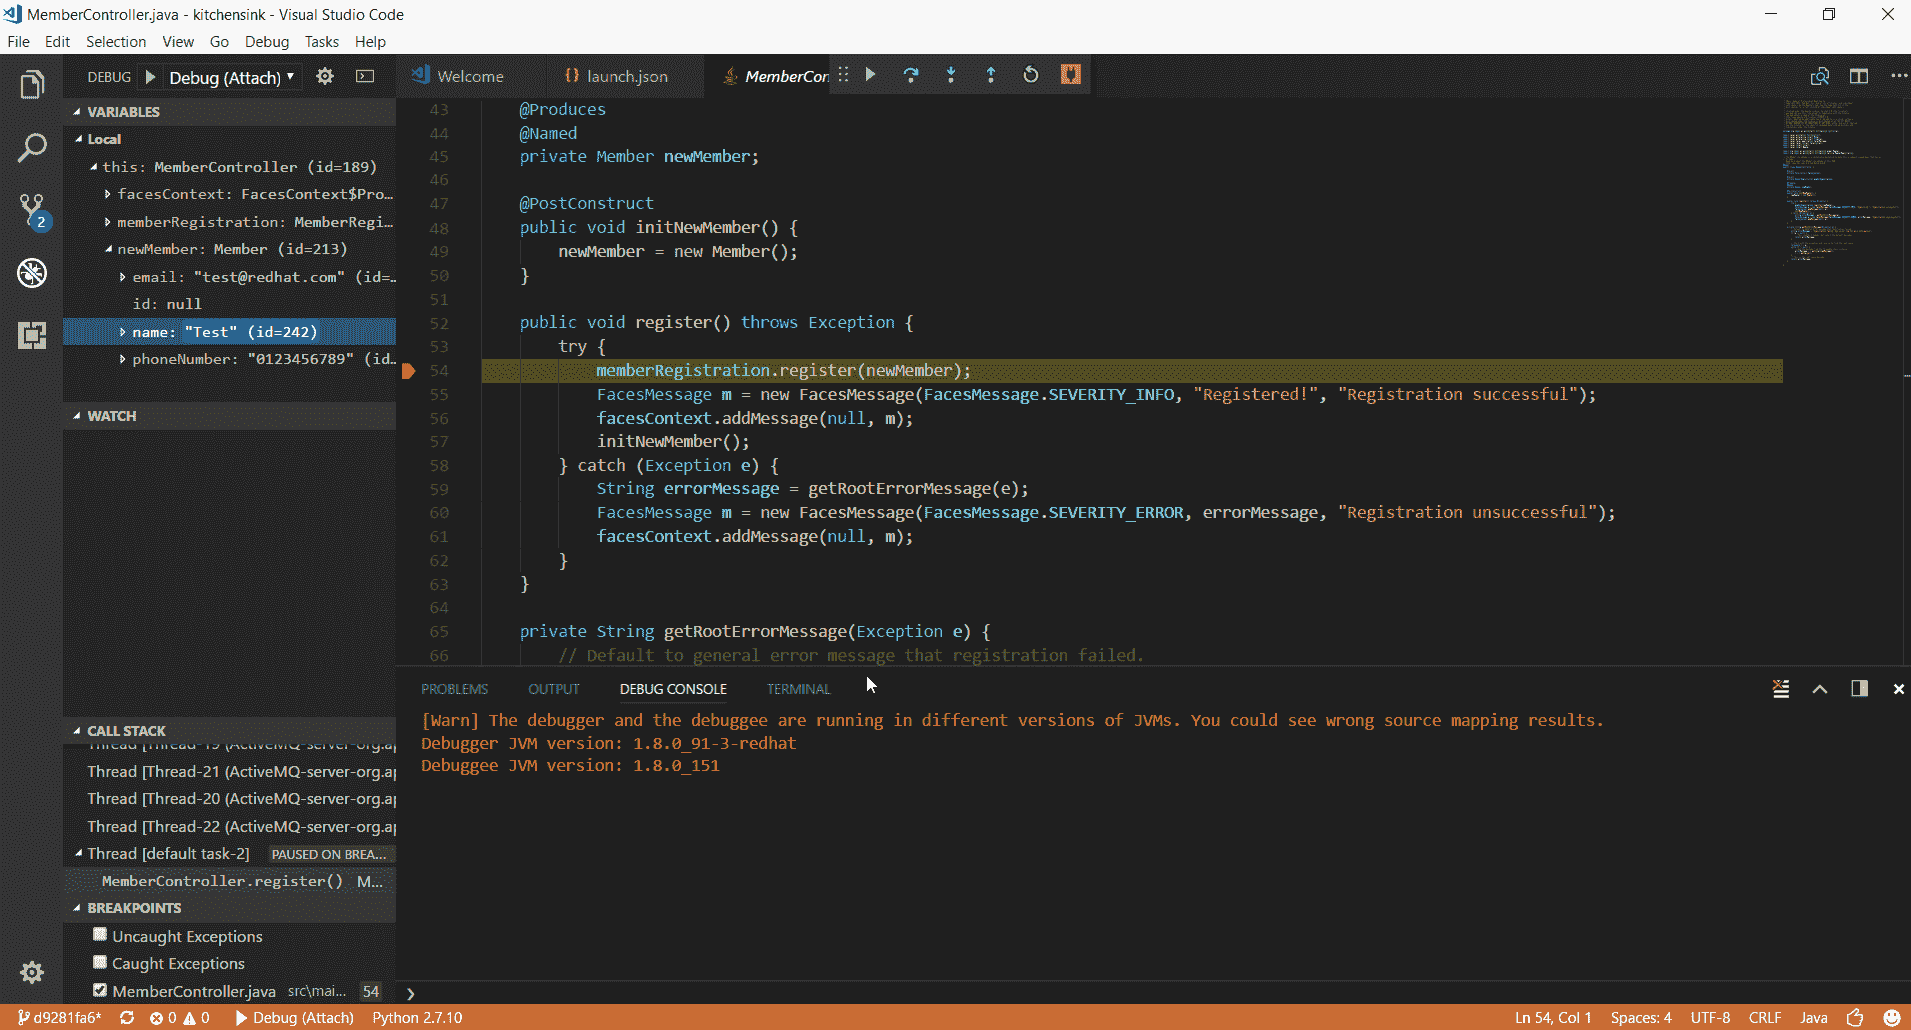 MemberController.java - kitchensink - Visual Studio Code
File Edit Selection View Go Debug Tasks Help
DEBUG Debug (Attach)
Welcome launch.json MemberCon
VARIABLES
Local
this: MemberController (id=189)
facesContext: FacesContext$Pro...
memberRegistration: MemberRegi...
newMember: Member (id=213)
email: "test@redhat.com" (id=...
id: null
name: "Test" (id=242)
phoneNumber: "0123456789" (id...
WATCH
CALL STACK
Thread [Thread-19 (ActiveMQ-server-org.ap
Thread [Thread-21 (ActiveMQ-server-org.ap
Thread [Thread-20 (ActiveMQ-server-org.ap
Thread [Thread-22 (ActiveMQ-server-org.ap
Thread [default task-2] PAUSED ON BREA...
MemberController.register() M...
BREAKPOINTS
Uncaught Exceptions
Caught Exceptions
MemberController.java src\mai... 54
2
43 @Produces
44 @Named
45 private Member newMember;
46
47 @PostConstruct
48 public void initNewMember() {
49 newMember = new Member();
50 }
51
52 public void register() throws Exception {
53 try {
54 memberRegistration.register(newMember);
55 FacesMessage m = new FacesMessage(FacesMessage.SEVERITY_INFO, "Registered!", "Registration successful");
56 facesContext.addMessage(null, m);
57 initNewMember();
58 } catch (Exception e) {
59 String errorMessage = getRootErrorMessage(e);
60 FacesMessage m = new FacesMessage(FacesMessage.SEVERITY_ERROR, errorMessage, "Registration unsuccessful");
61 facesContext.addMessage(null, m);
62 }
63 }
64
65 private String getRootErrorMessage(Exception e) {
66 // Default to general error message that registration failed.
PROBLEMS OUTPUT DEBUG CONSOLE TERMINAL
[Warn] The debugger and the debuggee are running in different versions of JVMs. You could see wrong source mapping results.
Debugger JVM version: 1.8.0_91-3-redhat
Debuggee JVM version: 1.8.0_151
d9281fa6* 0 0 Debug (Attach) Python 2.7.10 Ln 54, Col 1 Spaces: 4 UTF-8 CRLF Java